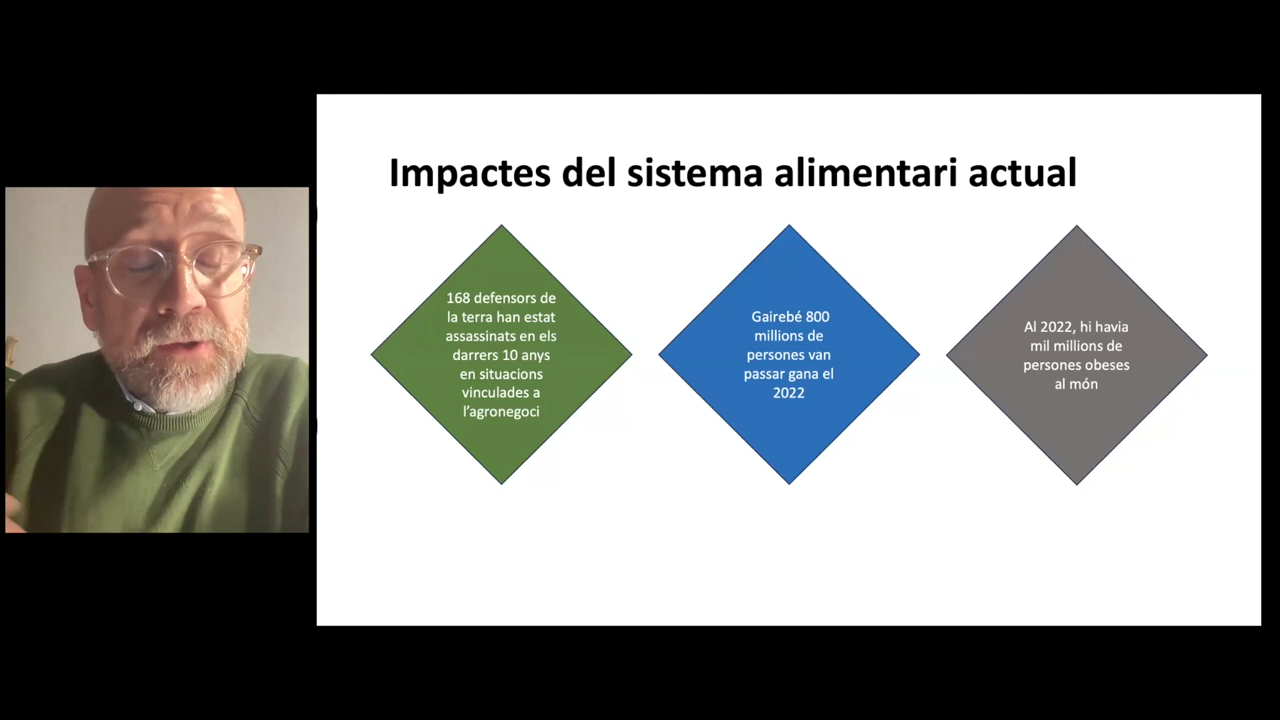 Impactes del sistema alimentari actual
168 defensors de
la terra han estat
assassinats en els
darrers 10 anys
en situacions
vinculades a
l’agronegoci
Gairebé 800
millions de
persones van
passar gana el
2022
Al 2022, hi havia
mil millions de
persones obeses
al món